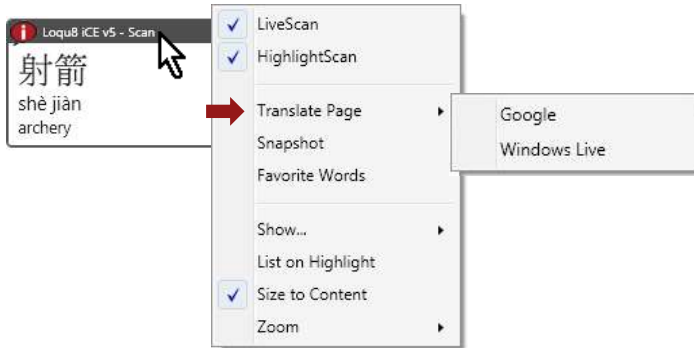 Loqu8 iCE v5 - Scan
射箭
shè jiàn
archery
LiveScan
HighlightScan
Translate Page
Snapshot
Favorite Words
Show...
List on Highlight
Size to Content
Zoom
Google
Windows Live